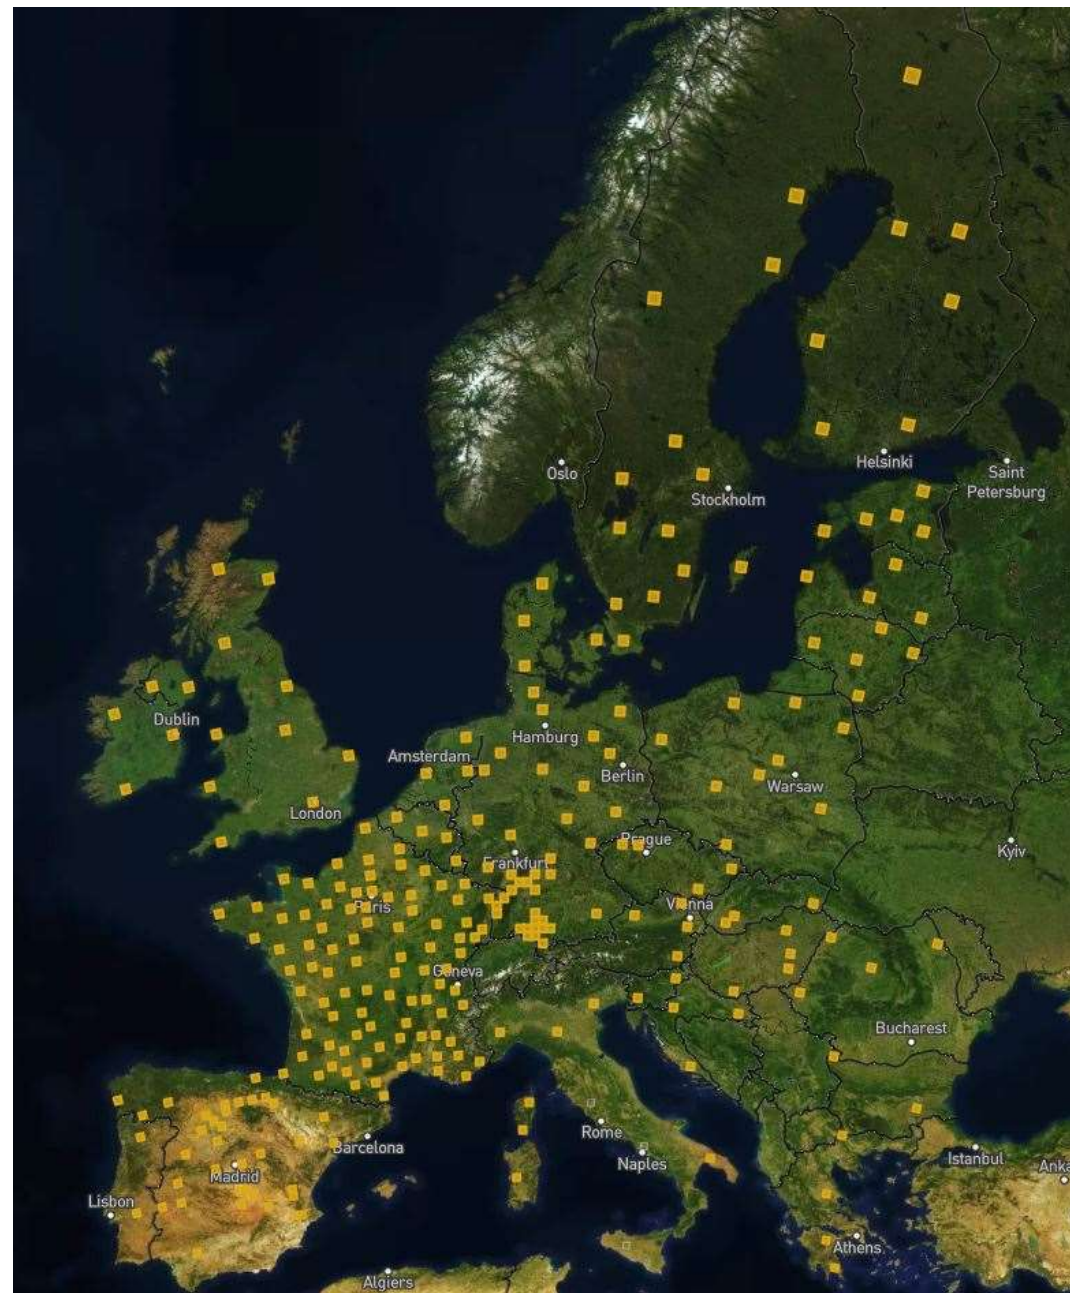 Oslo
Helsinki
Saint
Petersburg
Stockholm
Dublin
Hamburg
Amsterdam
Berlin
Warsaw
London
Prague
Kyiv
Frankfurt
Paris
Vienna
Geneva
Bucharest
Rome
Barcelona
Istanbul
Naples
Anka
Madrid
Lisbon
Athens
Algiers